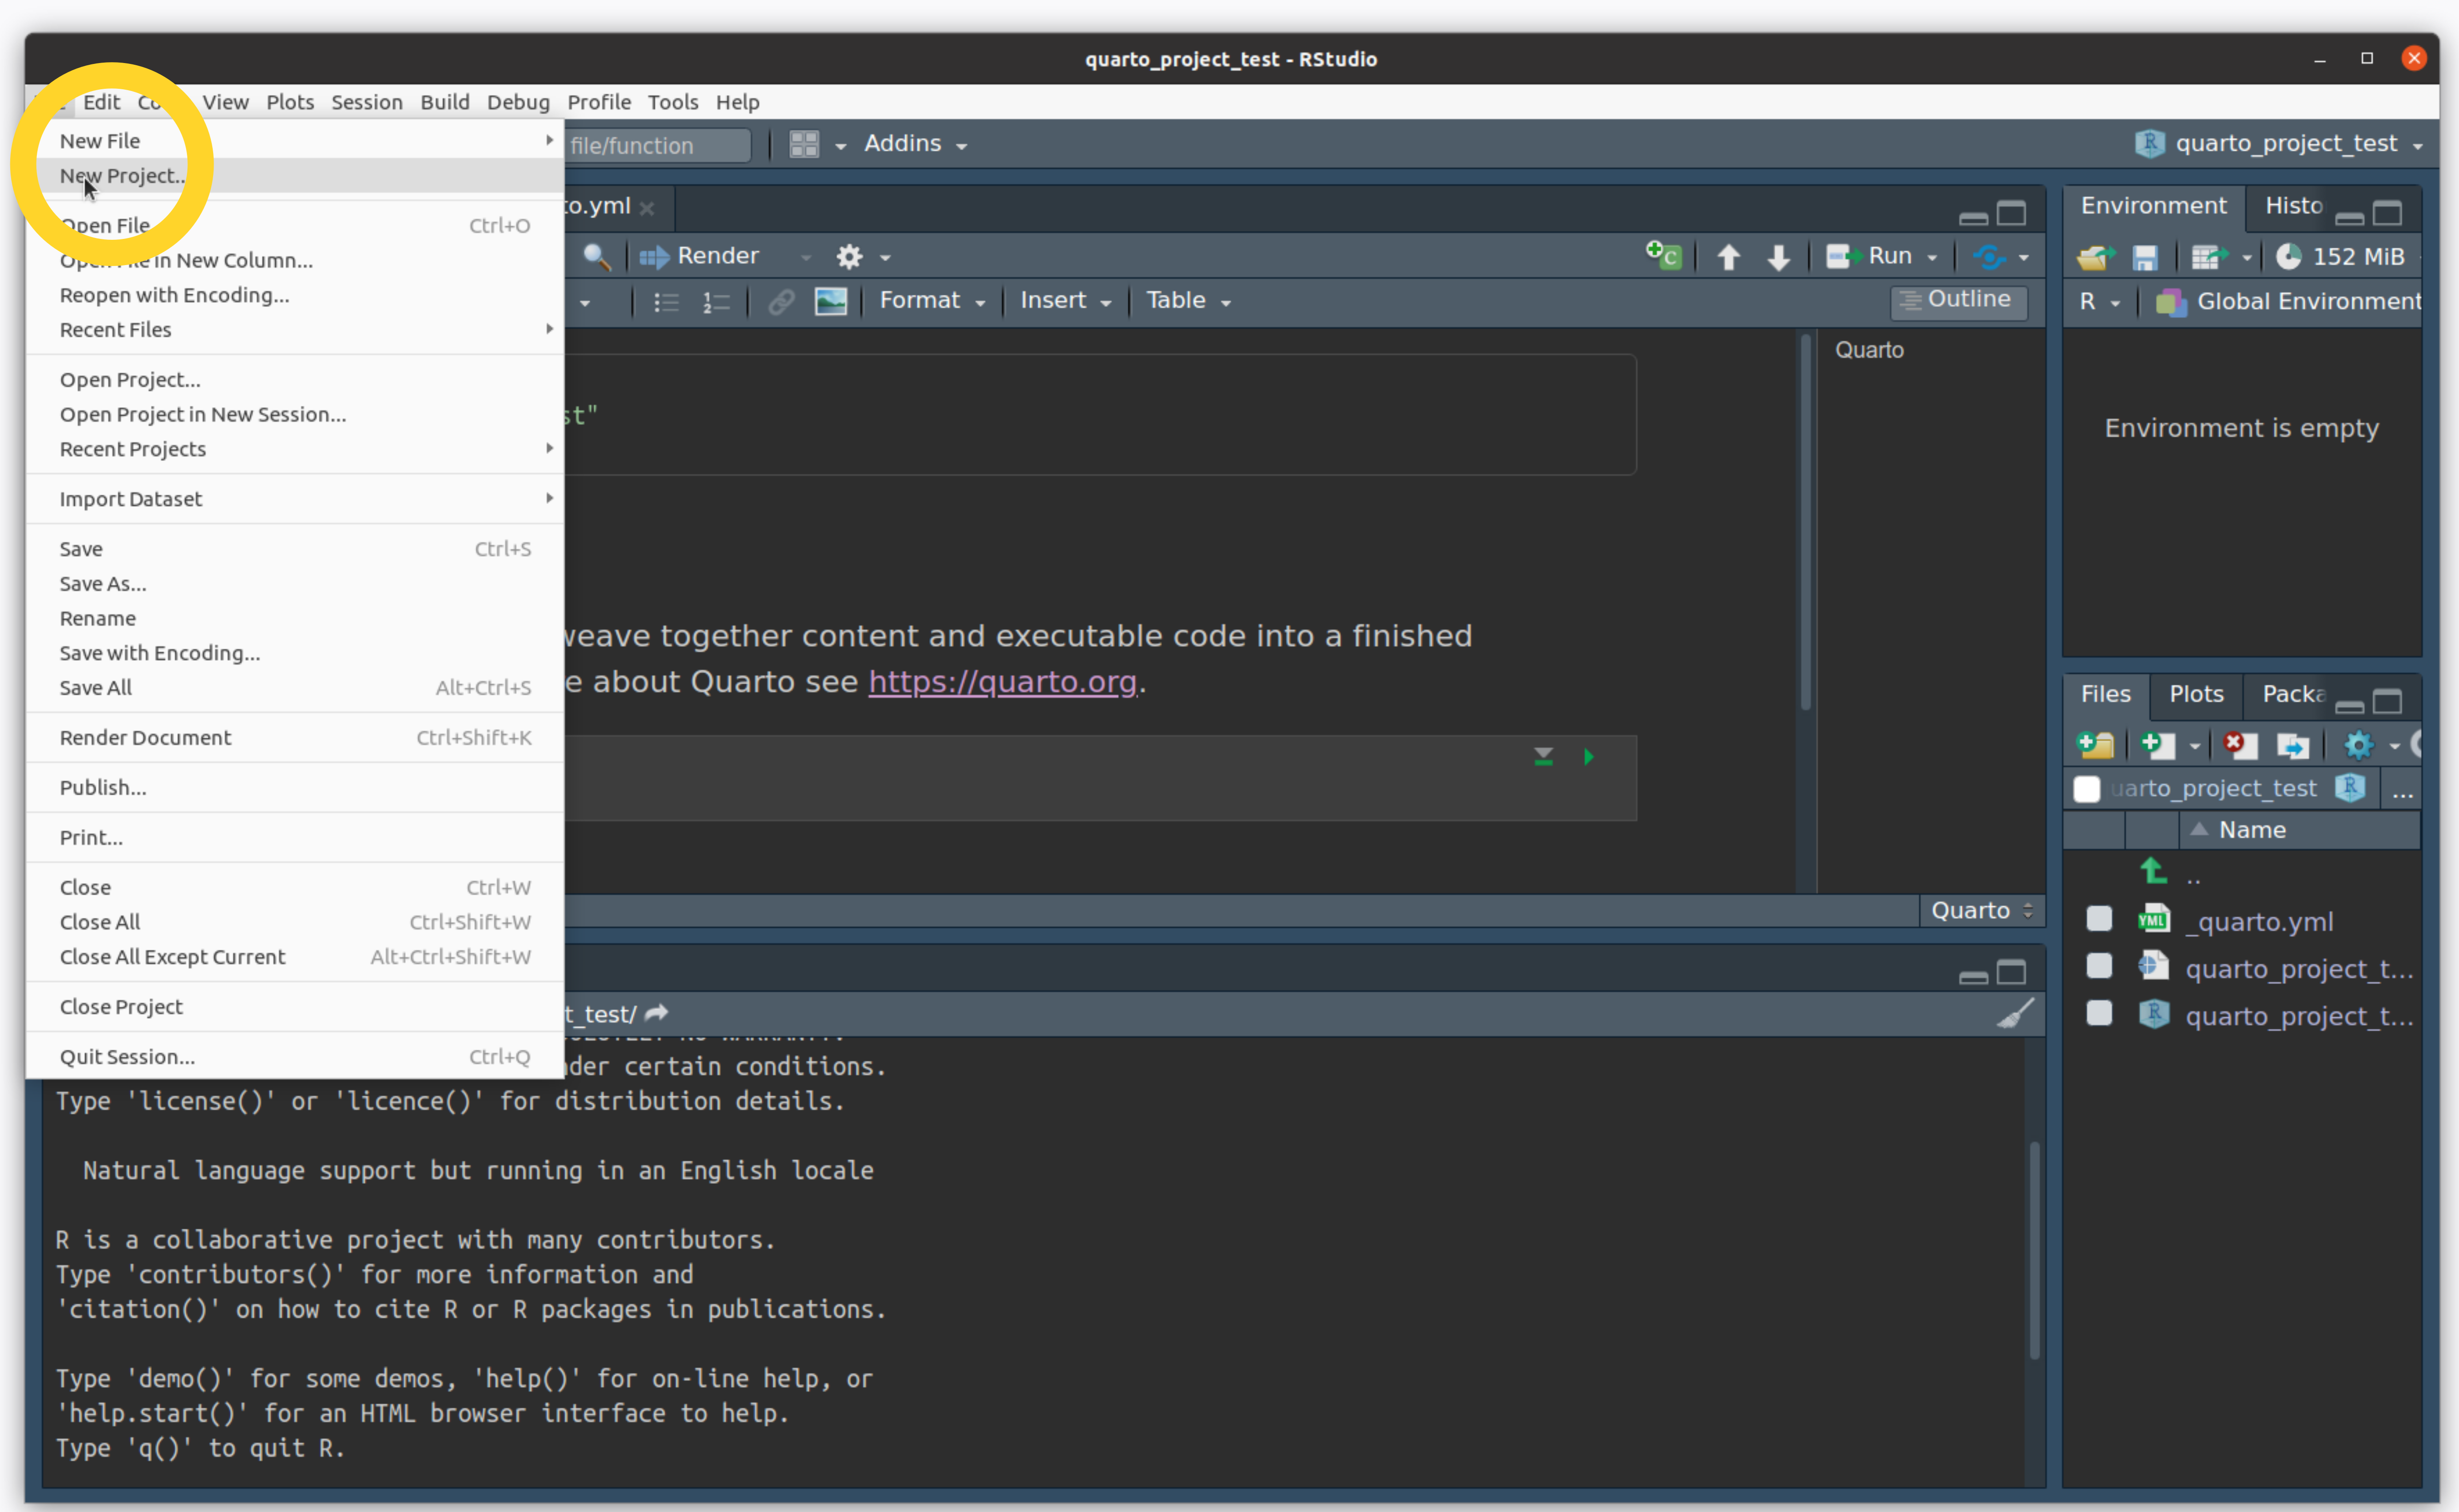 quarto_project_test - RStudio
Edit View Plots Session Build Debug Profile Tools Help
New File
New Project...
Open File
Ctrl+O
Open File in New Column...
Reopen with Encoding...
Recent Files
Open Project...
Open Project in New Session...
Recent Projects
Import Dataset
Save Ctrl+S
Save As...
Rename
Save with Encoding...
Save All Alt+Ctrl+S
Render Document Ctrl+Shift+K
Publish...
Print...
Close Ctrl+W
Close All Ctrl+Shift+W
Close All Except Current Alt+Ctrl+Shift+W
Close Project
Quit Session... Ctrl+Q
file/function Addins
quarto_project_test
to.yml
Render Run
Format Insert Table Outline
Quarto
st"
weave together content and executable code into a finished
e about Quarto see https://quarto.org.
Quarto
t_test/
der certain conditions.
Type 'license()' or 'licence()' for distribution details.
Natural language support but running in an English locale
R is a collaborative project with many contributors.
Type 'contributors()' for more information and
'citation()' on how to cite R or R packages in publications.
Type 'demo()' for some demos, 'help()' for on-line help, or
'help.start()' for an HTML browser interface to help.
Type 'q()' to quit R.
Environment Histo
152 MiB
R Global Environment
Environment is empty
Files Plots Packa
uarto_project_test ...
Name
..
_quarto.yml
quarto_project_t...
quarto_project_t...